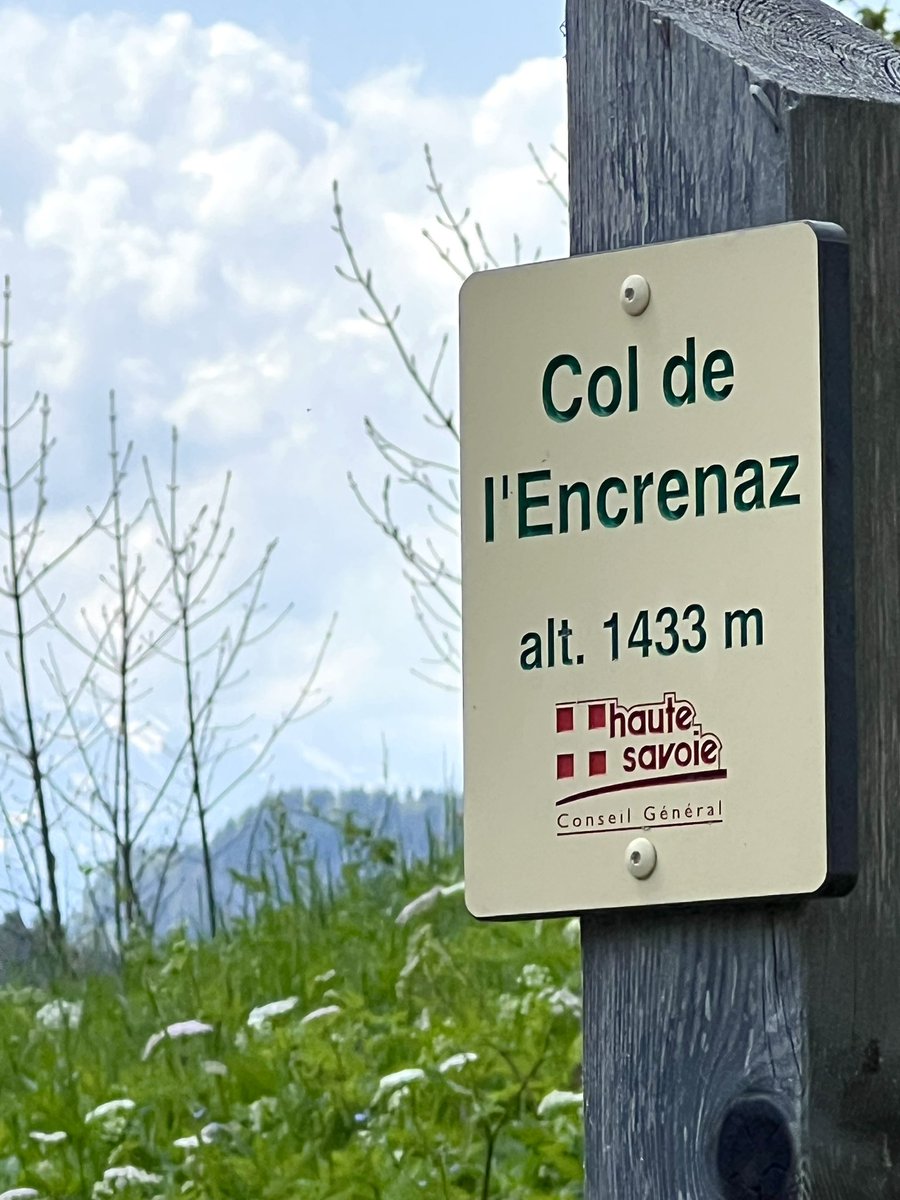 Col de
l'Encrenaz
alt. 1433 m
haute
savoie
Conseil Général